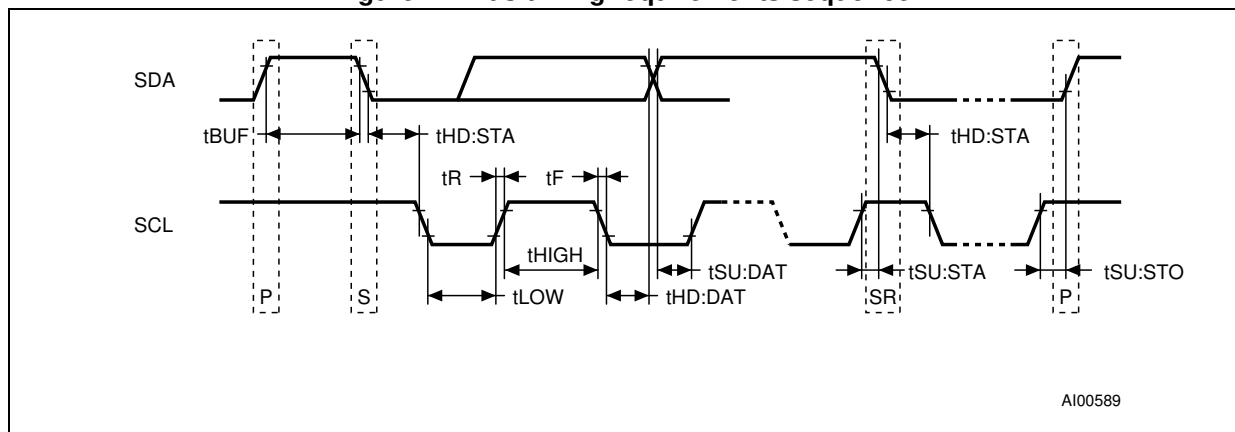 SDA
tBUF
tHD:STA
tHD:STA
tR
tF
SCL
tHIGH
tSU:DAT
tSU:STA
tSU:STO
P
S
tLOW
tHD:DAT
SR
P
AI00589